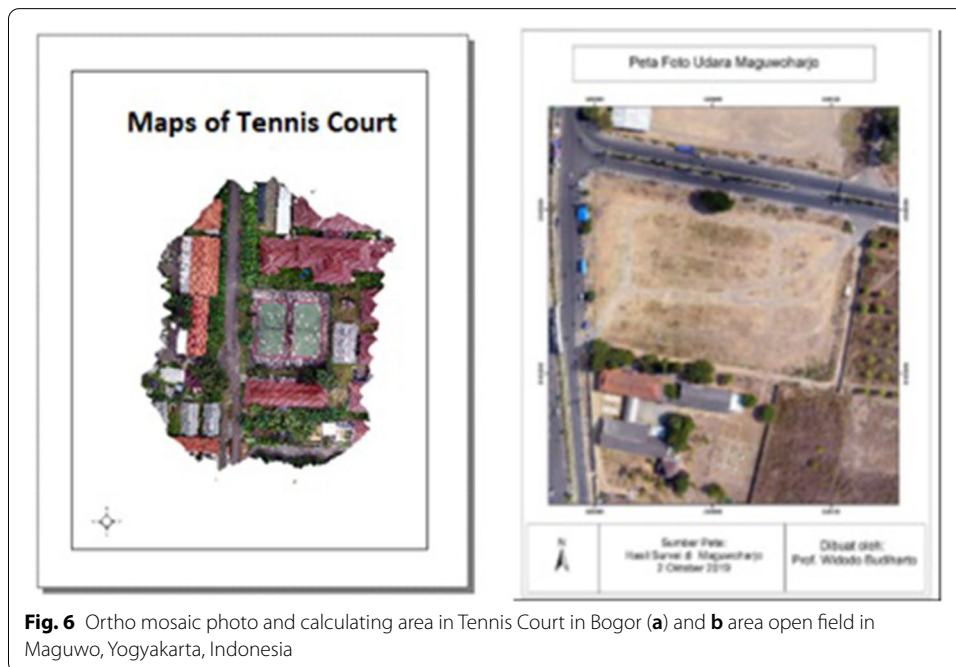 Maps of Tennis Court
Peta Foto Udara Maguwoharjo
N
Sumber Peta:
Hasil Survei di Maguwoharjo
2 Oktober 2019
Dibuat oleh:
Prof. Widodo Budiharto
Fig. 6 Ortho mosaic photo and calculating area in Tennis Court in Bogor (a) and b area open field in
Maguwo, Yogyakarta, Indonesia